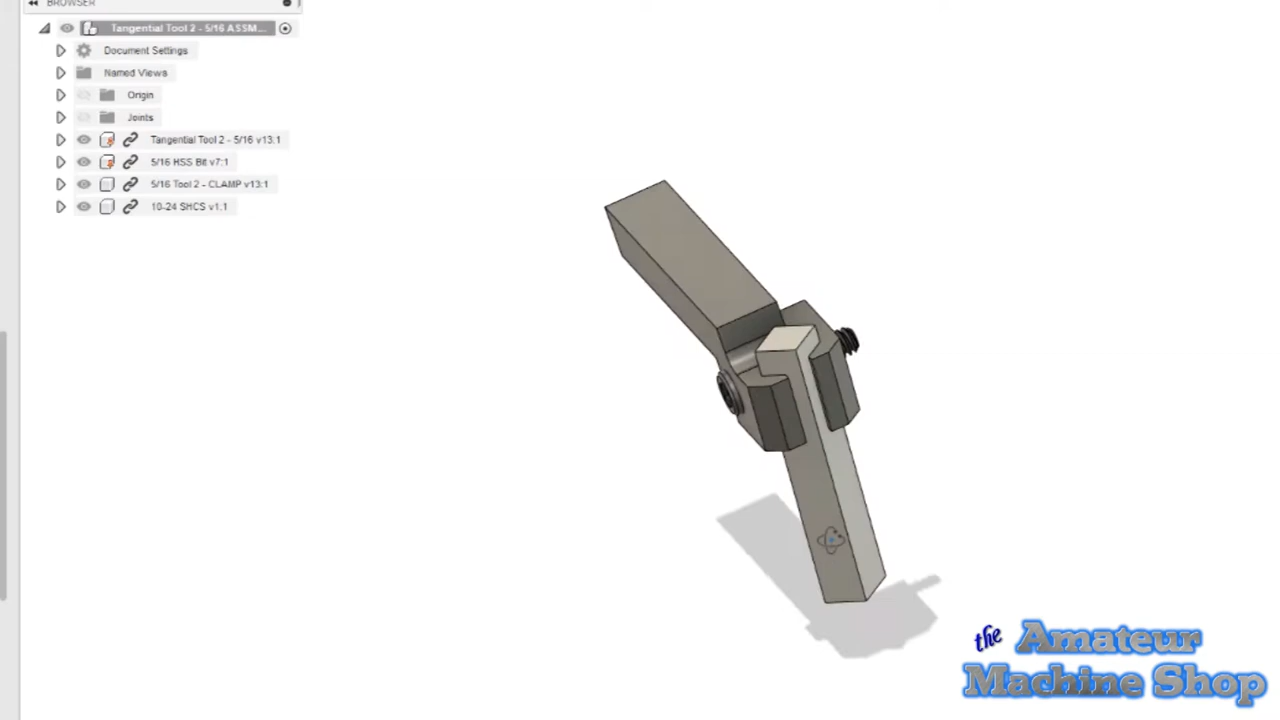 BROWSER
Tangential Tool 2 - 5/16 ASSM...
Document Settings
Named Views
Origin
Joints
Tangential Tool 2 - 5/16 v13:1
5/16 HSS Bit v7:1
5/16 Tool 2 - CLAMP v13:1
10-24 SHCS v1:1
the Amateur
Machine Shop